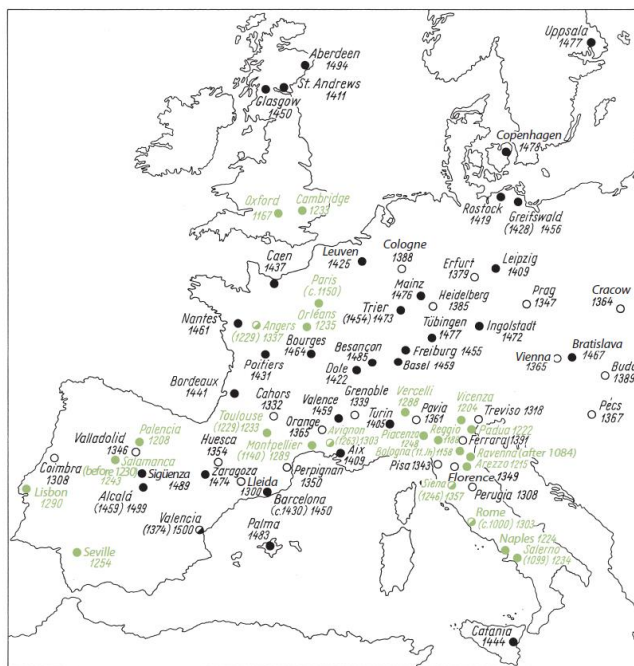 Uppsala
1477
Aberdeen
1494
St. Andrews
1411
Glasgow
1450
Copenhagen
1478
Oxford
1167
Cambridge
1233
Rostock
1419
Greifswald
(1428) 1456
Caen
1437
Leuven
1425
Cologne
1388
Erfurt
1379
Leipzig
1409
Paris
(c.1150)
Mainz
1476
Heidelberg
1385
Prag
1347
Cracow
1364
Nantes
1461
Angers
(1229) 1337
Orléans
1235
Trier
(1454) 1473
Tübingen
1477
Ingolstadt
1472
Bourges
1464
Besançon
1485
Freiburg 1455
Vienna
1365
Bratislava
1467
Poitiers
1431
Dole
1422
Basel 1459
Buda
1389
Bordeaux
1441
Cahors
1332
Valence
1459
Grenoble
1339
Vercelli
1228
Vicenza
1204
Pécs
1367
Toulouse
(1229) 1233
Orange
1365
Turin
1405
Pavia
1361
Treviso 1318
Palencia
1208
Valladolid
1346
Huesca
1354
Montpellier
(1140) 1289
Avignon
(1263) 1303
Piacenza
1248
Reggio
1188
Padua 1222
Ferrara 1391
Coimbra
1308
Salamanca
(before 1230)
1243
Sigüenza
1489
Zaragoza
1474
Lleida
1300
Perpignan
1350
Aix
1409
Bologna (11.Jh) 1158
Ravenna (after 1084)
Pisa 1343
Arezzo 1215
Lisbon
1290
Alcalá
(1459) 1499
Barcelona
(c.1430) 1450
Siena
(1246) 1357
Florence 1349
Perugia 1308
Valencia
(1374) 1500
Palma
1483
Rome
(c.1000) 1303
Seville
1254
Naples 1224
Salerno
(1099) 1234
Catania
1444